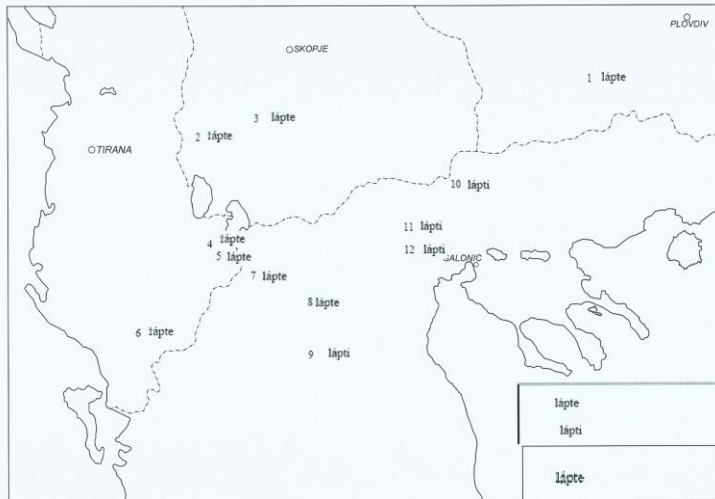 PLOVDIV
SKOPJE
1 lápte
3 lápte
2 lápte
TIRANA
10 lápti
11 lápti
4 lápte
12 lápti
5 lápte
SALONIC
7 lápte
8 lápte
6 lápte
9 lápti
lápte
lápti
lápte